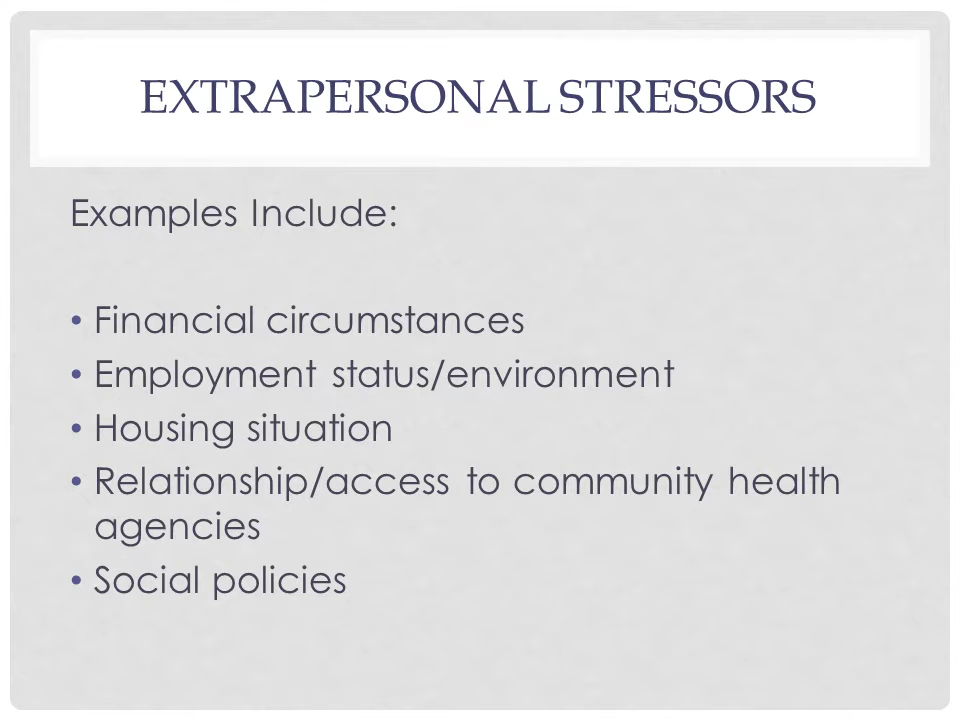 EXTRAPERSONAL STRESSORS
Examples Include:
• Financial circumstances
• Employment status/environment
• Housing situation
• Relationship/access to community health
agencies
• Social policies